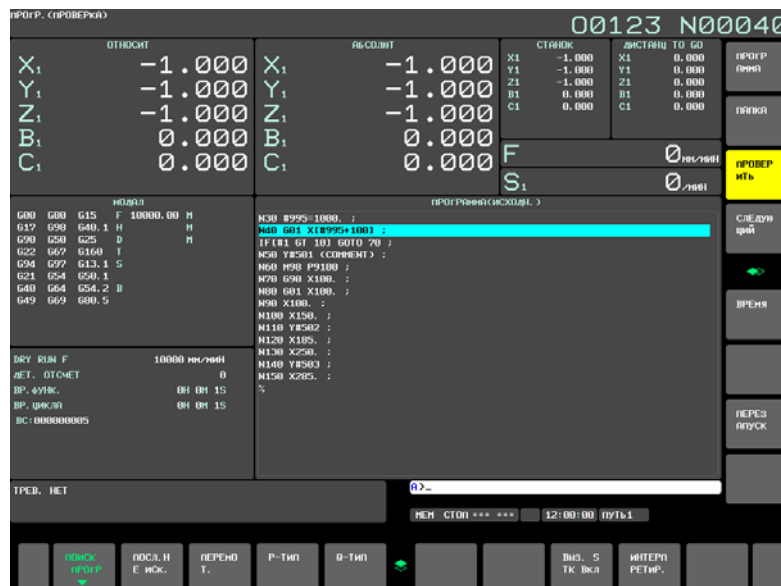 ПРОГР.(ПРОВЕРКА)
O0123 N00040
ОТНОСИТ
X1 -1.000
Y1 -1.000
Z1 -1.000
B1 0.000
C1 0.000
АБСОЛЮТ
X1 -1.000
Y1 -1.000
Z1 -1.000
B1 0.000
C1 0.000
СТАНОК
X1 -1.000
Y1 -1.000
Z1 -1.000
B1 0.000
C1 0.000
ДИСТАНЦ TO GO
X1 0.000
Y1 0.000
Z1 0.000
B1 0.000
C1 0.000
F 0 ММ/МИН
S1 0 /МИН
МОДАЛ
G00 G80 G15 F 10000.00 M
G17 G98 G40.1 H M
G90 G50 G25 D M
G22 G67 G160 T
G94 G97 G13.1 S
G21 G54 G50.1
G40 G64 G54.2 B
G49 G69 G80.5
ПРОГРАММА(ИСХОДН.)
N30 #995=1000. ;
N40 G01 X[#995+100] ;
IF[#1 GT 10] GOTO 70 ;
N50 Y#501 (COMMENT) ;
N60 M98 P9100 ;
N70 G90 X100. ;
N80 G01 X100. ;
N90 X100. ;
N100 X150. ;
N110 Y#502 ;
N120 X185. ;
N130 X250. ;
N140 Y#503 ;
N150 X285. ;
%
DRY RUN F 10000 ММ/МИН
ДЕТ. ОТСЧЕТ 0
ВР.ФУНК. 0H 0M 1S
ВР.ЦИКЛА 0H 0M 1S
ВС:000000005
ТРЕВ. НЕТ
A>_
МЕМ СТОП *** ***
12:00:00
ПУТЬ1
ПРОГР
АММА
ПАПКА
ПРОВЕР
ИТЬ
СЛЕДУЮ
ЩИЙ
ВРЕМЯ
ПЕРЕЗ
АПУСК
ПОИСК
ПРОГР
ПОСЛ.Н
Е ИСК.
ПЕРЕМО
Т.
P-ТИП
Q-ТИП
ВЫЗ. S
TK ВКЛ
ИНТЕРП
РЕТИР.